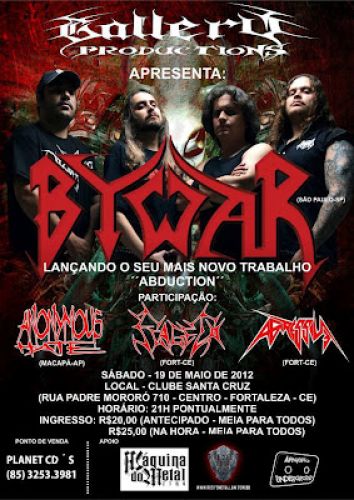 Gallery
PRODUCTIONS
APRESENTA:
BYWAR
(SÃO PAULO-SP)
LANÇANDO O SEU MAIS NOVO TRABALHO
´´ABDUCTION´´
PARTICIPAÇÃO:
ANONYMOUS
HATE
(MACAPÁ-AP)
(FORT-CE)
(FORT-CE)
SÁBADO - 19 DE MAIO DE 2012
LOCAL - CLUBE SANTA CRUZ
(RUA PADRE MORORÓ 710 - CENTRO - FORTALEZA - CE)
HORÁRIO: 21H PONTUALMENTE
INGRESSO: R$20,00 (ANTECIPADO - MEIA PARA TODOS)
R$25,00 (NA HORA - MEIA PARA TODOS)
PONTO DE VENDA
PLANET CD´S
(85) 3253.3981
APOIO
Máquina
do Metal